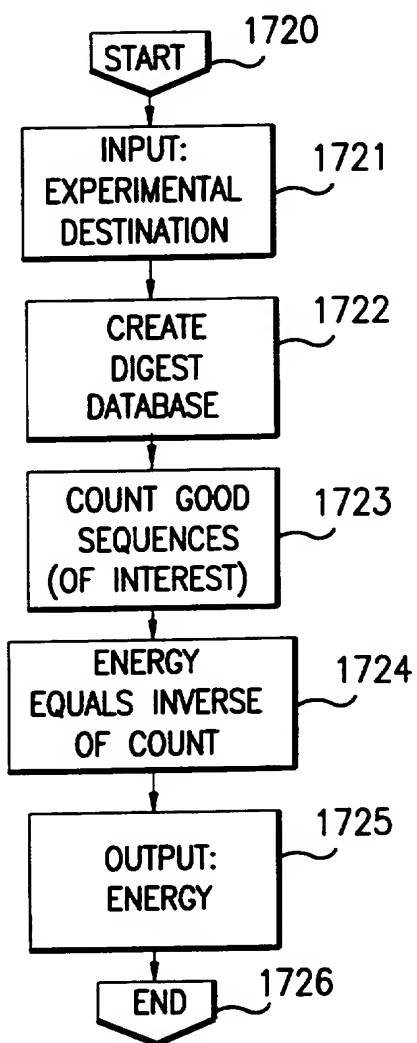 START
1720
INPUT:
EXPERIMENTAL
DESTINATION
1721
CREATE
DIGEST
DATABASE
1722
COUNT GOOD
SEQUENCES
(OF INTEREST)
1723
ENERGY
EQUALS INVERSE
OF COUNT
1724
OUTPUT:
ENERGY
1725
END
1726